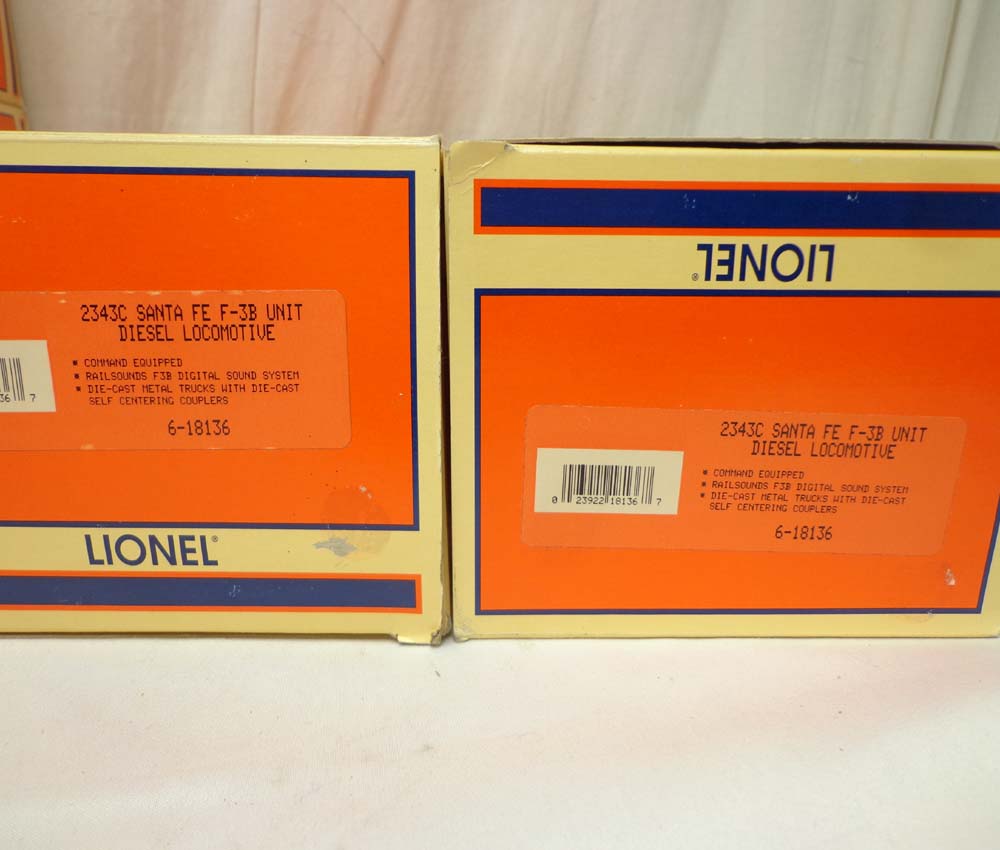 2343C SANTA FE F-3B UNIT
DIESEL LOCOMOTIVE
* COMMAND EQUIPPED
* RAILSOUNDS F3B DIGITAL SOUND SYSTEM
* DIE-CAST METAL TRUCKS WITH DIE-CAST
SELF CENTERING COUPLERS
36 7
6-18136
LIONEL®
LIONEL®
2343C SANTA FE F-3B UNIT
DIESEL LOCOMOTIVE
* COMMAND EQUIPPED
* RAILSOUNDS F3B DIGITAL SOUND SYSTEM
* DIE-CAST METAL TRUCKS WITH DIE-CAST
SELF CENTERING COUPLERS
0 23922 18136 7
6-18136